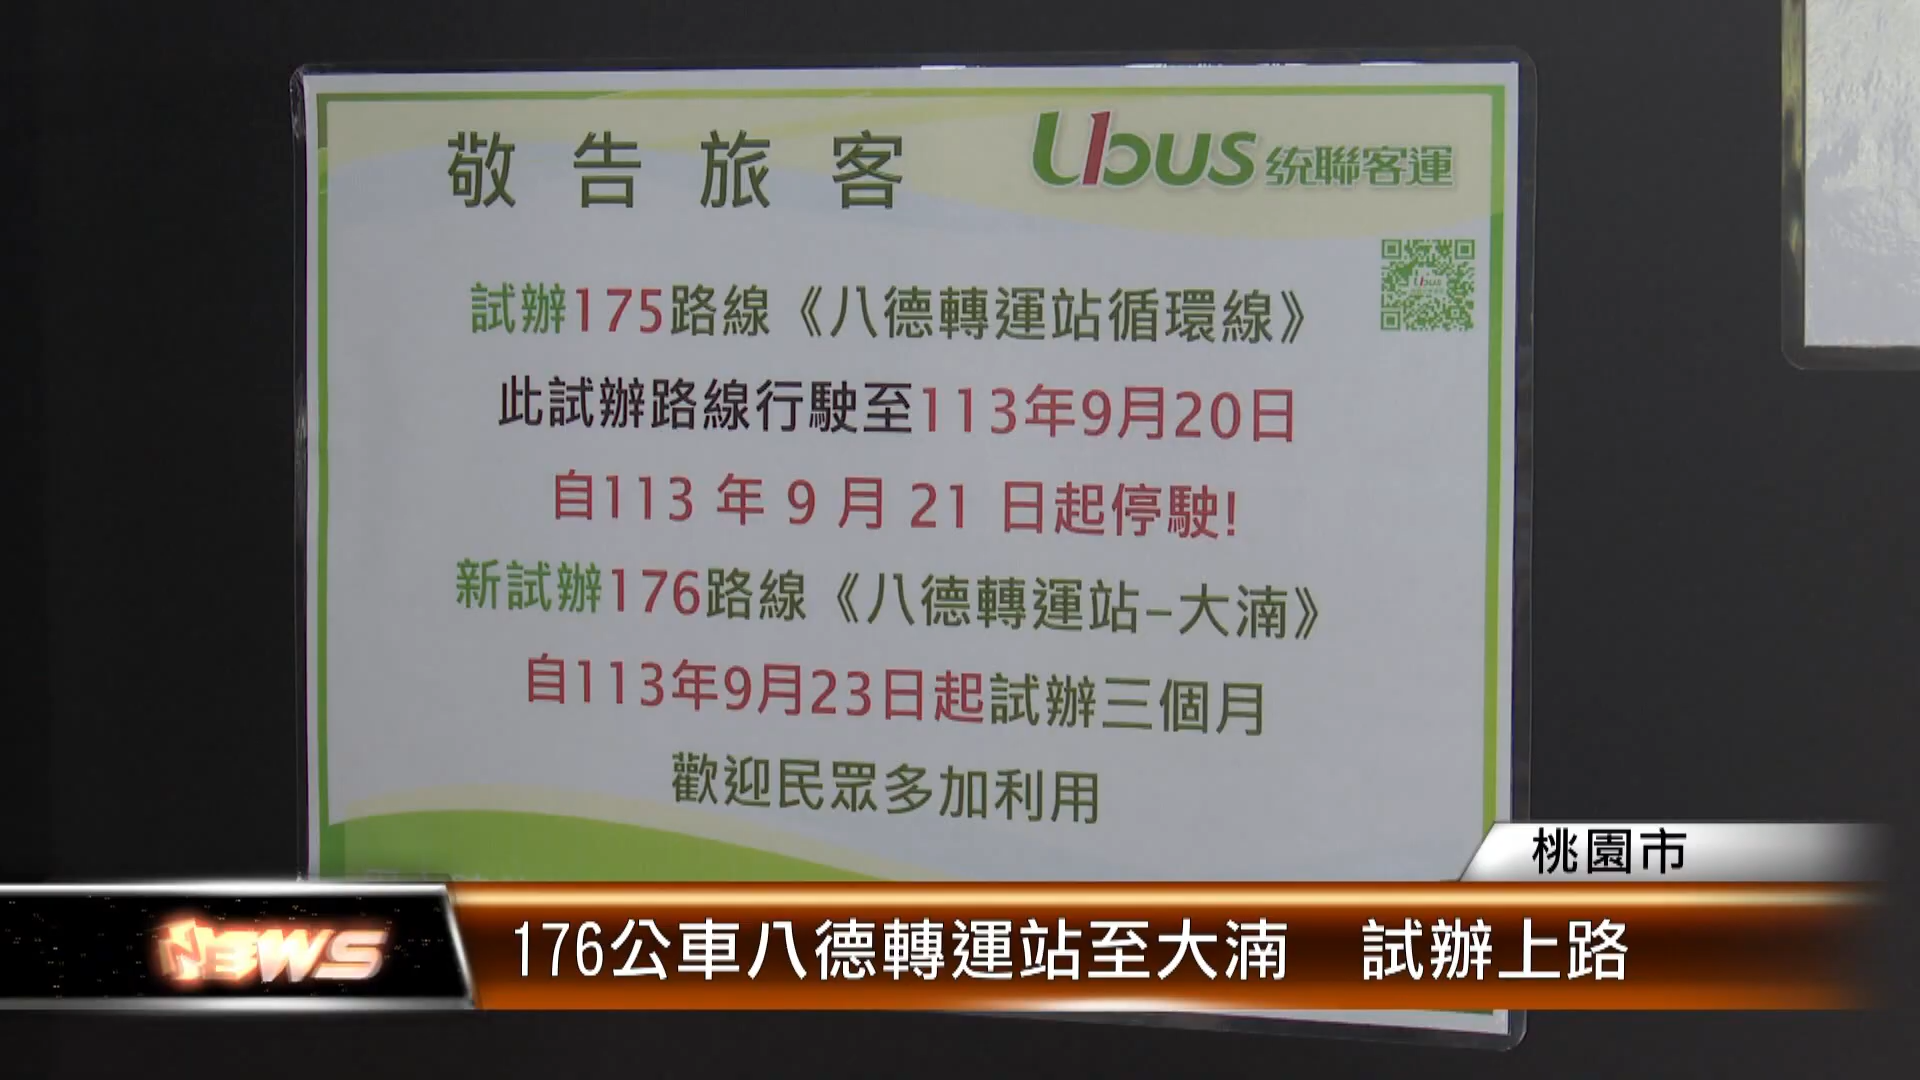 敬告旅客
Ubus 統聯客運
試辦175路線《八德轉運站循環線》
此試辦路線行駛至113年9月20日
自113 年 9 月 21 日起停駛!
新試辦176路線《八德轉運站-大湳》
自113年9月23日起試辦三個月
歡迎民眾多加利用
桃園市
NEWS
176公車八德轉運站至大湳 試辦上路